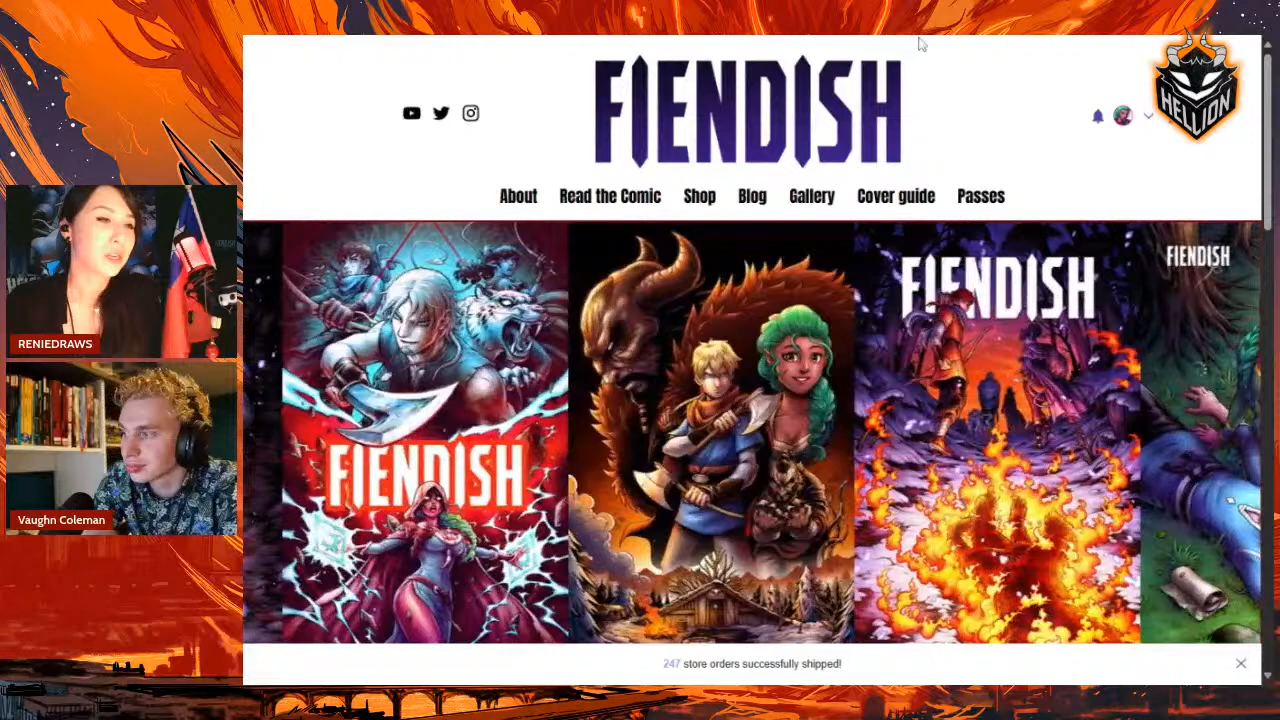 FIENDISH
HELLION
About Read the Comic Shop Blog Gallery Cover guide Passes
FIENDISH
FIENDISH
FIENDISH
RENIEDRAWS
Vaughn Coleman
247 store orders successfully shipped!